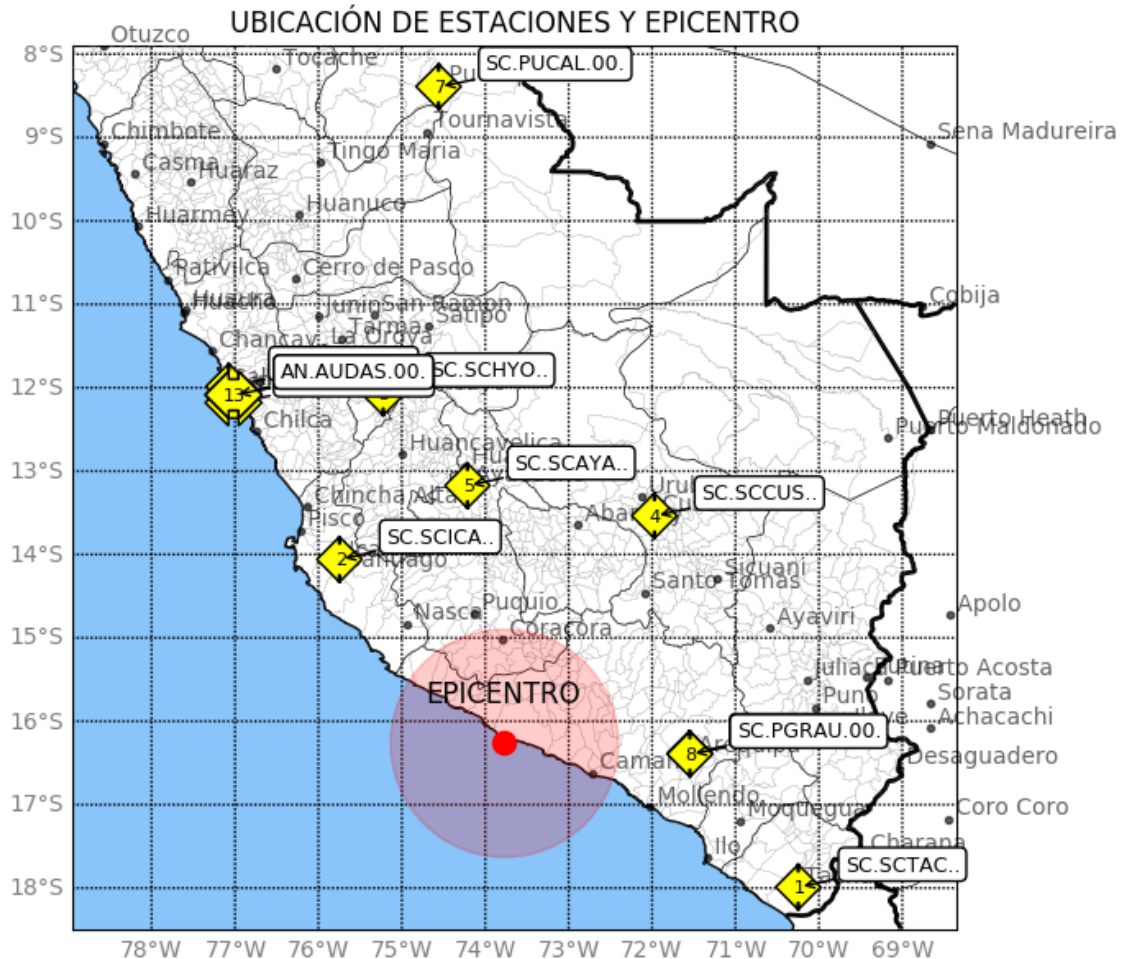 UBICACIÓN DE ESTACIONES Y EPICENTRO
Otuzco
8°S
Tocache
SC.PUCAL.00.
7
Tournavista
Chimbote
Sena Madureira
9°S
Tingo Maria
Casma
Huaraz
Huanuco
Huarmey
10°S
Pativilca
Cerro de Pasco
Cobija
11°S
Junin
San Ramon
Satipo
Tarma
Chancay
La Oroya
AN.AUDAS.00.
SC.SCHYO..
12°S
13
Chilca
Puerto Heath
Puerto Maldonado
Huancavelica
SC.SCAYA..
13°S
5
SC.SCCUS..
Chincha Alta
4
Pisco
SC.SCICA..
14°S
2
Sicuani
Santo Tomas
Nasca
Puquio
Ayaviri
Apolo
Coracora
15°S
Juliaca
Puerto Acosta
EPICENTRO
Puno
Sorata
Achacachi
16°S
SC.PGRAU.00.
8
Desaguadero
17°S
Mollendo
Moquegua
Coro Coro
Ilo
Charana
SC.SCTAC..
18°S
1
78°W 77°W 76°W 75°W 74°W 73°W 72°W 71°W 70°W 69°W